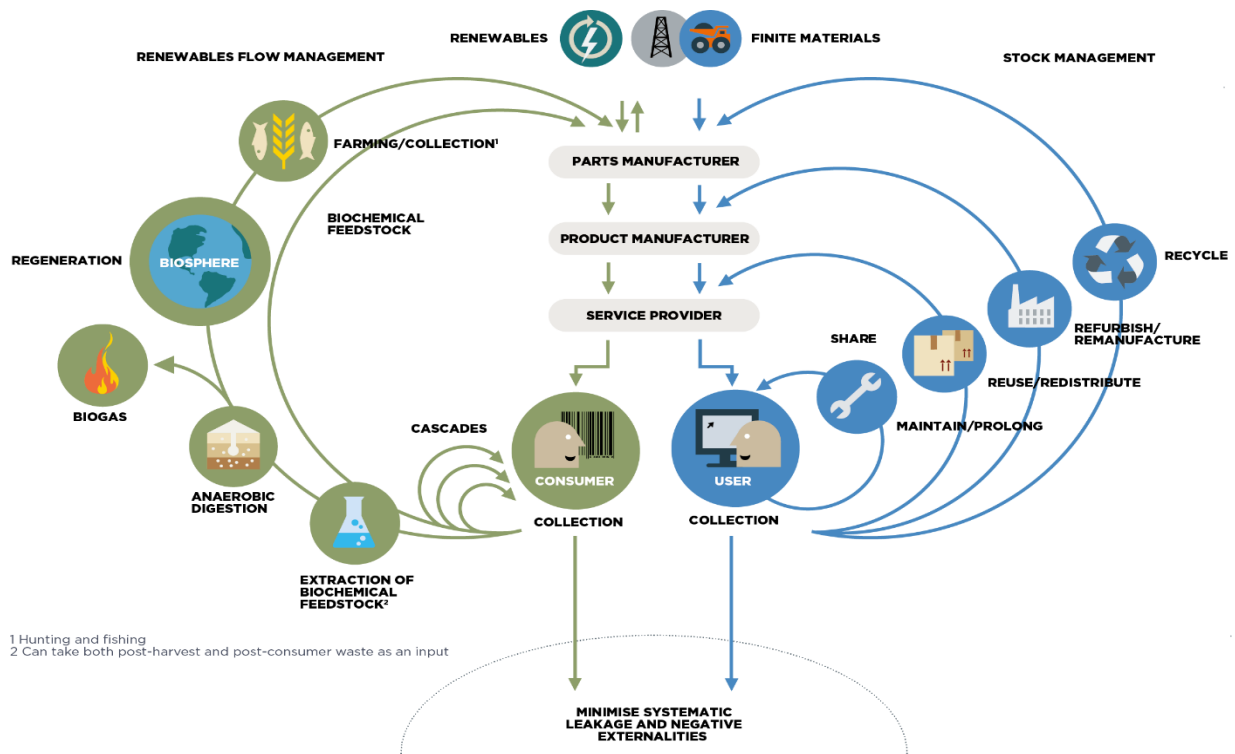 RENEWABLES
FINITE MATERIALS
RENEWABLES FLOW MANAGEMENT
STOCK MANAGEMENT
FARMING/COLLECTION¹
PARTS MANUFACTURER
BIOCHEMICAL
FEEDSTOCK
PRODUCT MANUFACTURER
REGENERATION
BIOSPHERE
RECYCLE
SERVICE PROVIDER
SHARE
REFURBISH/
REMANUFACTURE
REUSE/REDISTRIBUTE
BIOGAS
CASCADES
MAINTAIN/PROLONG
CONSUMER
USER
ANAEROBIC
DIGESTION
COLLECTION
COLLECTION
EXTRACTION OF
BIOCHEMICAL
FEEDSTOCK²
1 Hunting and fishing
2 Can take both post-harvest and post-consumer waste as an input
MINIMISE SYSTEMATIC
LEAKAGE AND NEGATIVE
EXTERNALITIES